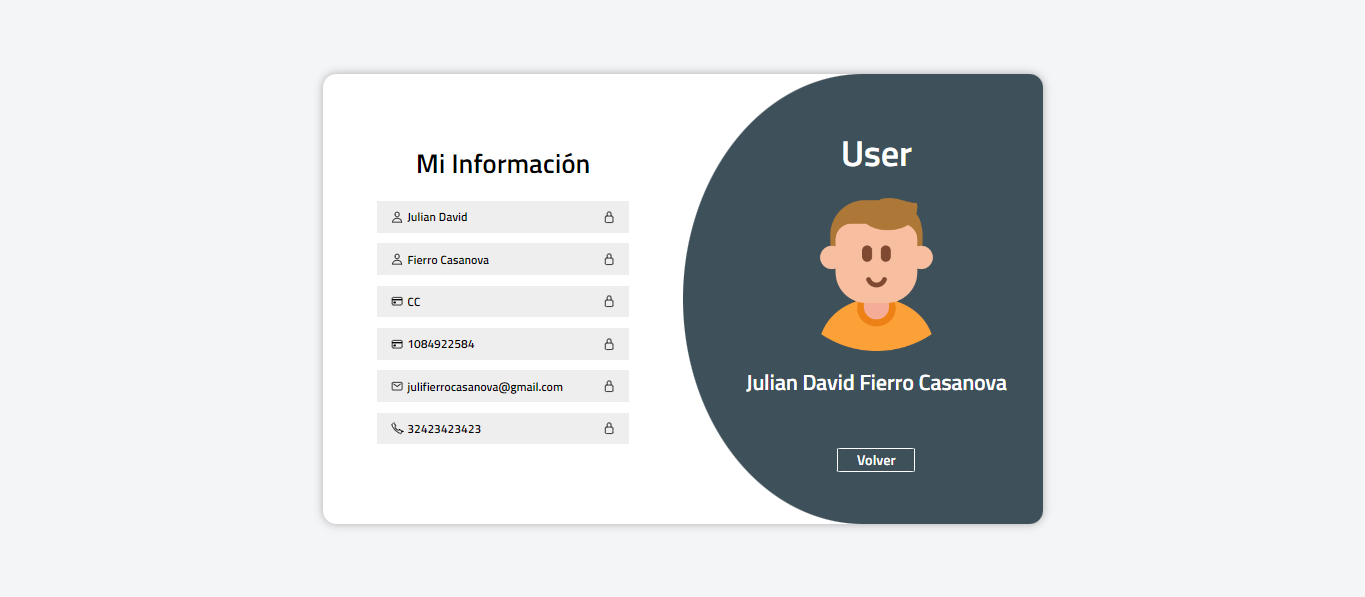 Mi Información
Julian David
Fierro Casanova
CC
1084922584
julifierrocasanova@gmail.com
32423423423
User
Julian David Fierro Casanova
Volver